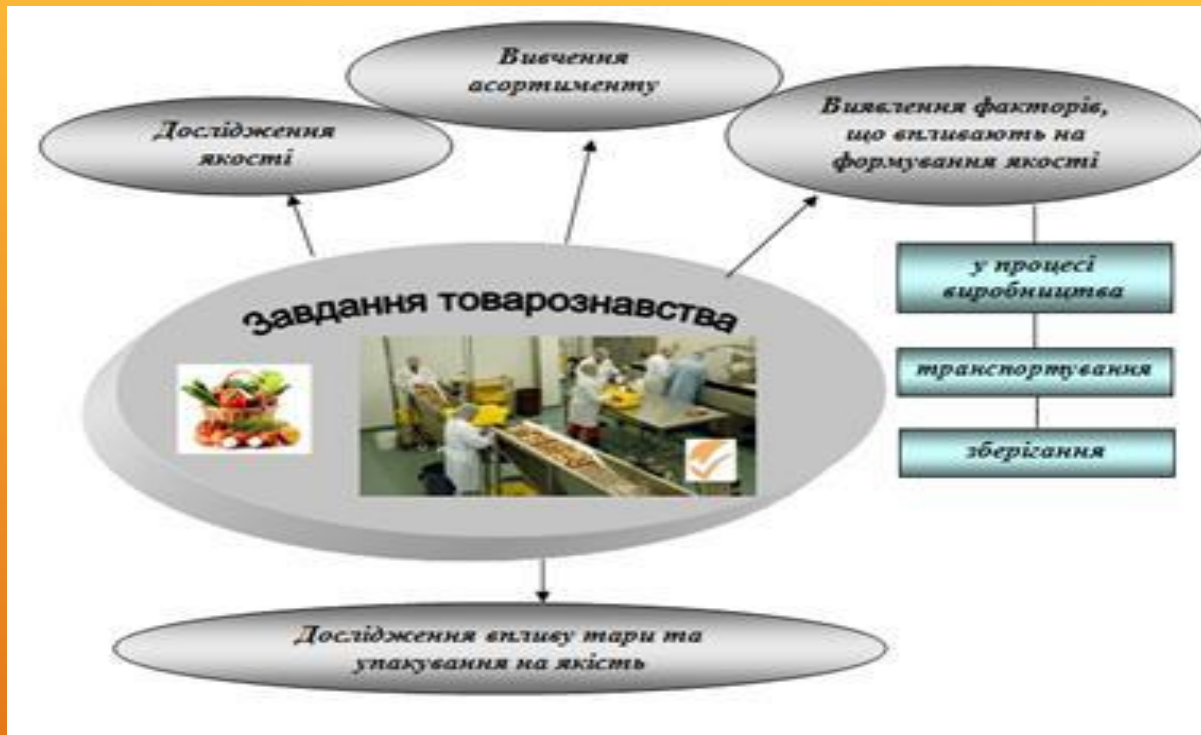 Вивчення
асортименту
Дослідження
якості
Виявлення факторів,
що впливають на
формування якості
у процесі
виробництва
транспортування
зберігання
Завдання товарознавства
Дослідження впливу тари та
упакування на якість